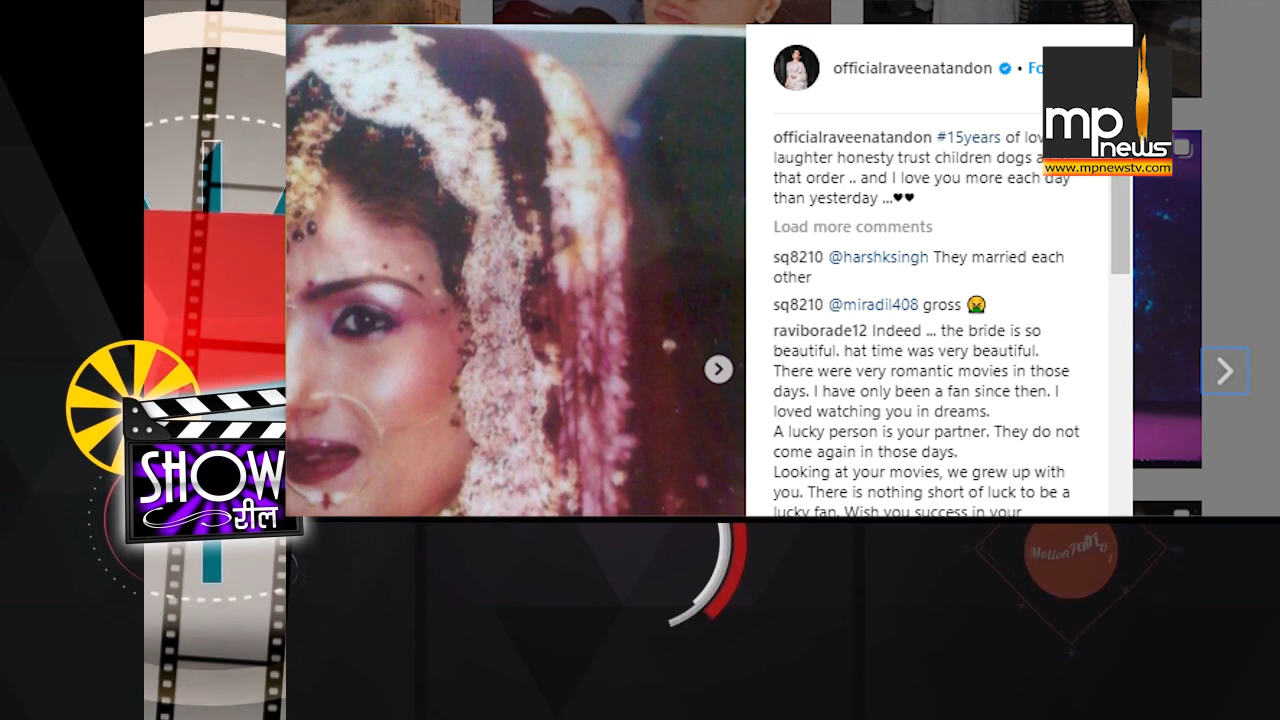 officialraveenatandon • Fo
officialraveenatandon #15years of lov
laughter honesty trust children dogs a
that order .. and I love you more each day
than yesterday ...♥♥
Load more comments
sq8210 @harshksingh They married each
other
sq8210 @miradil408 gross 🤮
raviborade12 Indeed ... the bride is so
beautiful. hat time was very beautiful.
There were very romantic movies in those
days. I have only been a fan since then. I
loved watching you in dreams.
A lucky person is your partner. They do not
come again in those days.
Looking at your movies, we grew up with
you. There is nothing short of luck to be a
lucky fan. Wish you success in your
mp
news
www.mpnewstv.com
SHOW
रील